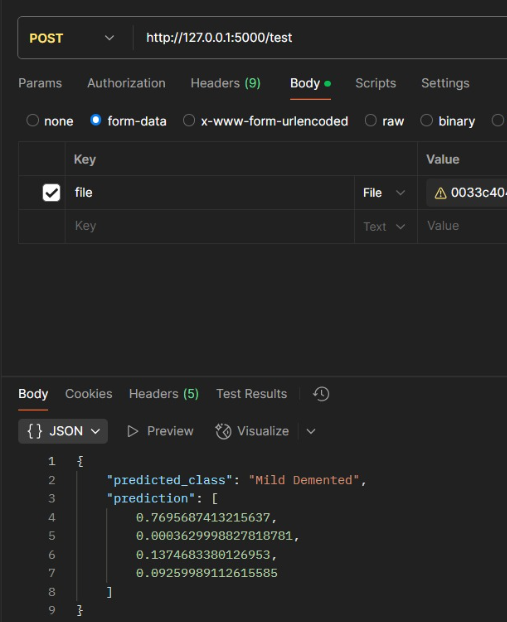 POST http://127.0.0.1:5000/test
Params Authorization Headers (9) Body Scripts Settings
none form-data x-www-form-urlencoded raw binary
Key Value
file File 0033c404
Key Text Value
Body Cookies Headers (5) Test Results
{} JSON Preview Visualize
1 {
2 "predicted_class": "Mild Demented",
3 "prediction": [
4 0.7695687413215637,
5 0.0003629998827818781,
6 0.1374683380126953,
7 0.09259989112615585
8 ]
9 }